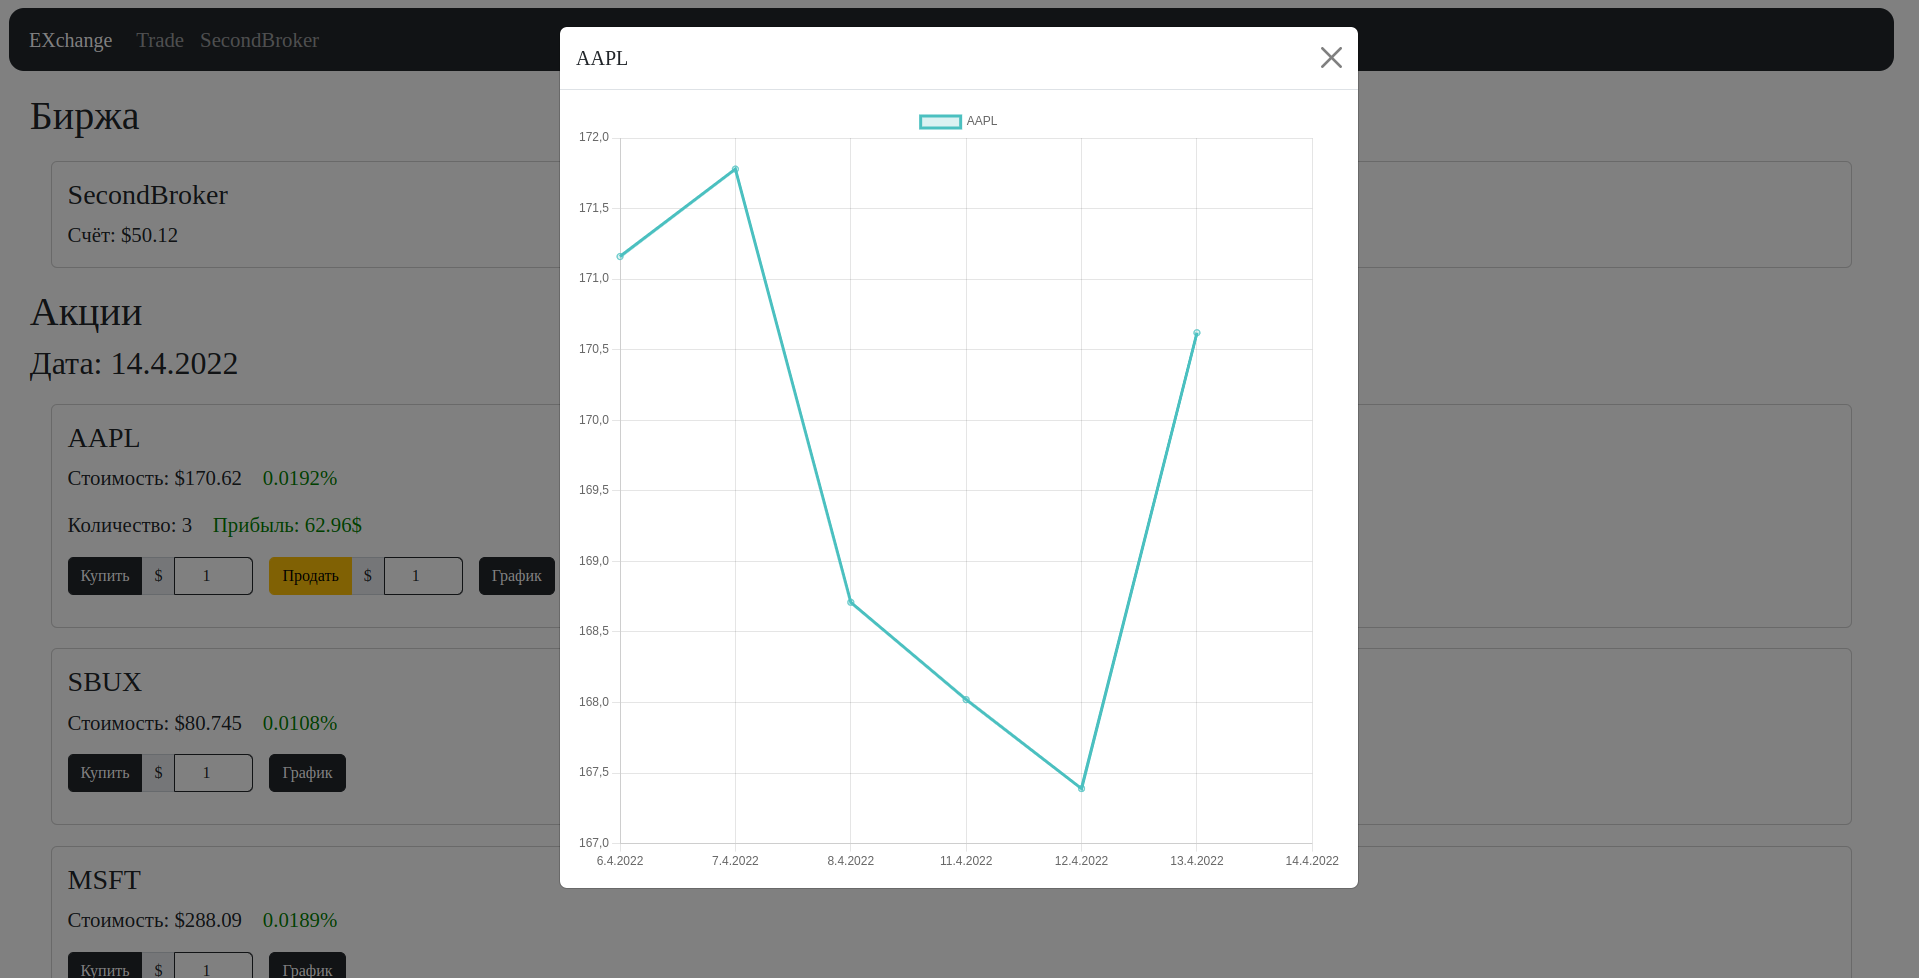 EXchange Trade SecondBroker
Биржа
SecondBroker
Счёт: $50.12
Акции
Дата: 14.4.2022
AAPL
Стоимость: $170.62 0.0192%
Количество: 3 Прибыль: 62.96$
Купить $ 1 Продать $ 1 График
SBUX
Стоимость: $80.745 0.0108%
Купить $ 1 График
MSFT
Стоимость: $288.09 0.0189%
Купить $ 1 График
AAPL
AAPL
172,0
171,5
171,0
170,5
170,0
169,5
169,0
168,5
168,0
167,5
167,0
6.4.2022 7.4.2022 8.4.2022 11.4.2022 12.4.2022 13.4.2022 14.4.2022